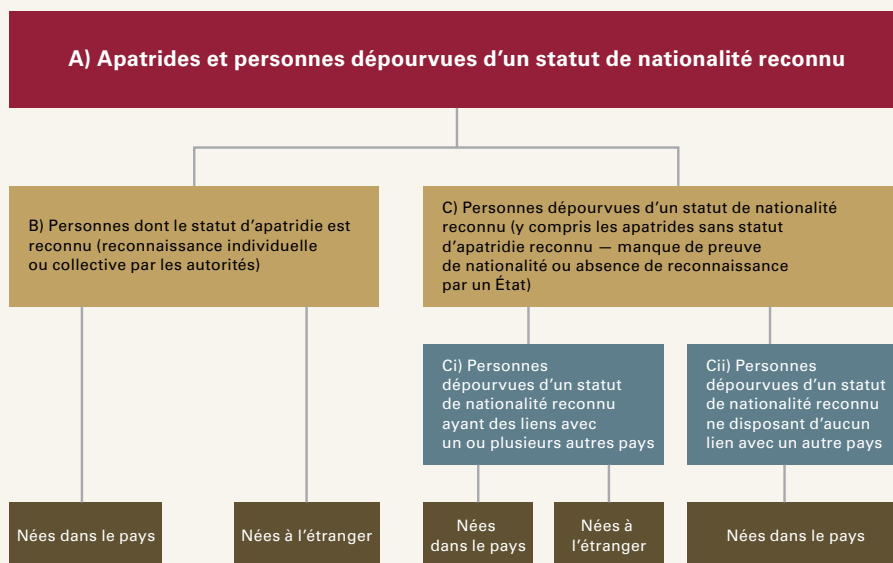 A) Apatrides et personnes dépourvues d’un statut de nationalité reconnu
B) Personnes dont le statut d’apatridie est
reconnu (reconnaissance individuelle
ou collective par les autorités)
C) Personnes dépourvues d’un statut de nationalité
reconnu (y compris les apatrides sans statut
d’apatridie reconnu — manque de preuve
de nationalité ou absence de reconnaissance
par un État)
Ci) Personnes
dépourvues d’un statut
de nationalité reconnu
ayant des liens avec
un ou plusieurs autres pays
Cii) Personnes
dépourvues d’un statut
de nationalité reconnu
ne disposant d’aucun
lien avec un autre pays
Nées dans le pays
Nées à l’étranger
Nées
dans le pays
Nées à
l’étranger
Nées dans le pays